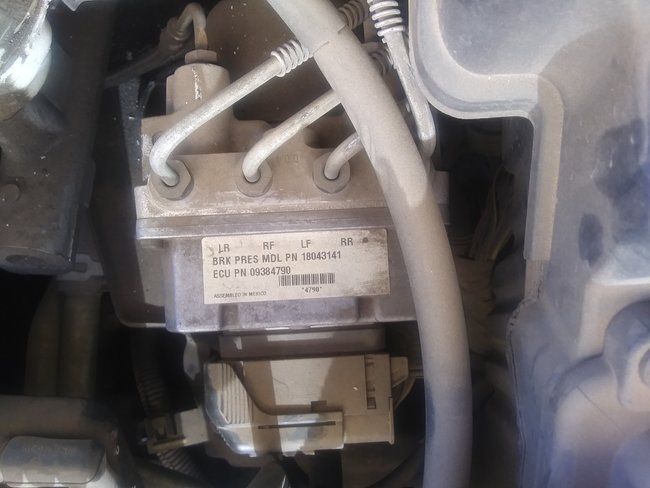 LR RF LF RR
BRK PRES MDL PN 18043141
ECU PN 09384790
ASSEMBLED IN MEXICO
*4790*